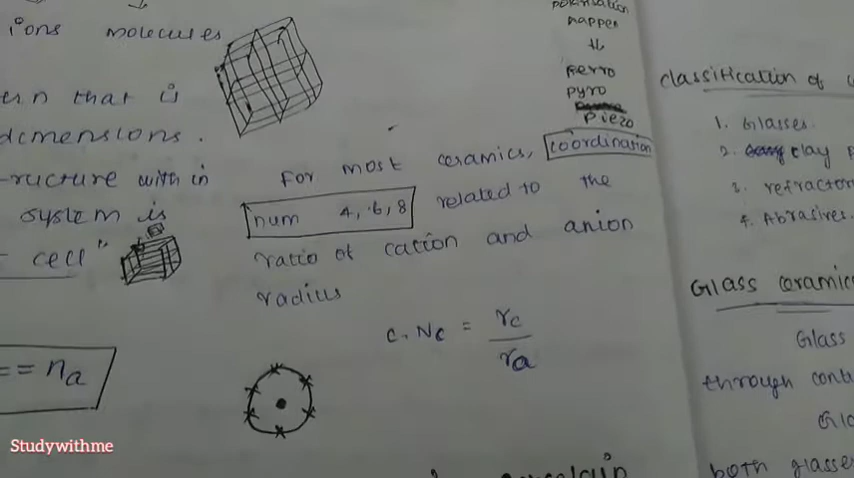 ions molecules
ern that is
dimensions.
-ructure with in
system is
cell"
== na
polarisation
happen
Ferro
pyro
Piezo
For most ceramics, coordination
num 4, 6, 8 related to the
ratio of cation and anion
radius
C.Nc = rc
ra
Classification of
1. Glasses.
2. clay
3. refractor
4. Abrasives.
Glass ceramic
Glass
through cont
Gla
both glasse
Studywithme